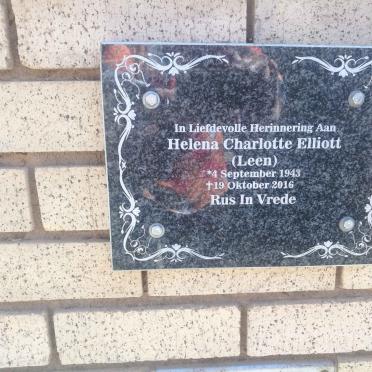 In Liefdevolle Herinnering Aan
Helena Charlotte Elliott
(Leen)
*4 September 1943
†19 Oktober 2016
Rus In Vrede